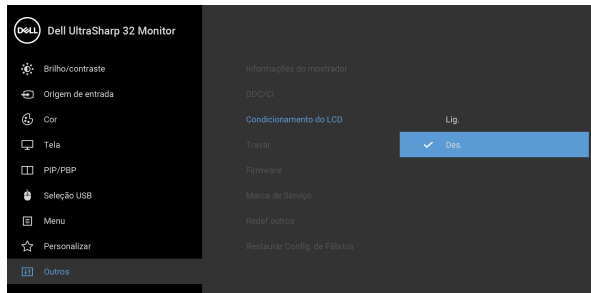 DELL Dell UltraSharp 32 Monitor
Brilho/contraste
Origem de entrada
Cor
Tela
PIP/PBP
Seleção USB
Menu
Personalizar
Outros
Informações do mostrador
DDC/CI
Condicionamento do LCD
Travar
Firmware
Marca de Serviço
Redef outros
Restaurar Config. de Fábrica
Lig.
Des.